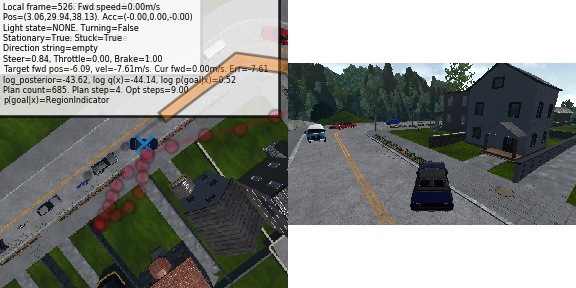 Local frame=526: Fwd speed=0.00m/s
Pos=(3.06,29.94,38.13). Acc=(-0.00,0.00,-0.00)
Light state=NONE. Turning=False
Stationary=True. Stuck=True
Direction string=empty
Steer=0.84, Throttle=0.00, Brake=1.00
Target fwd pos=-6.09, vel=-7.61m/s. Cur fwd=0.00m/s. Err=-7.61
log_posterior=-43.62, log q(x)=-44.14, log p(goal|x)=0.52
Plan count=685. Plan step=4. Opt steps=9.00
p(goal|x)=RegionIndicator